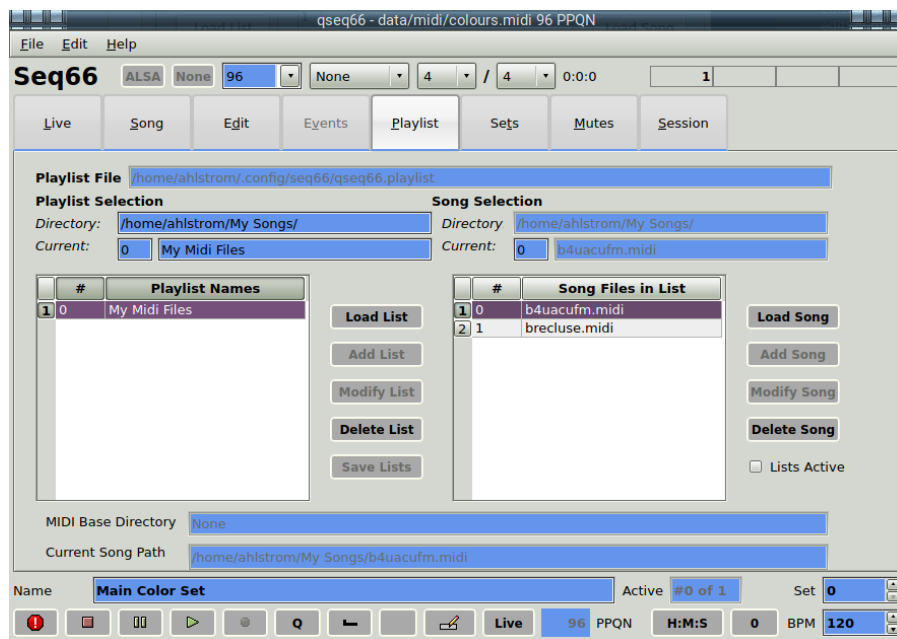 qseq66 - data/midi/colours.midi 96 PPQN
File Edit Help
Seq66 ALSA None 96 None 4 / 4 0:0:0 1
Live Song Edit Events Playlist Sets Mutes Session
Playlist File /home/ahlstrom/.config/seq66/qseq66.playlist
Playlist Selection Song Selection
Directory: /home/ahlstrom/My Songs/ Directory /home/ahlstrom/My Songs/
Current: 0 My Midi Files Current: 0 b4uacufm.midi
# Playlist Names # Song Files in List
1 0 My Midi Files 1 0 b4uacufm.midi
2 1 brecluse.midi
Load List Load Song
Add List Add Song
Modify List Modify Song
Delete List Delete Song
Save Lists Lists Active
MIDI Base Directory None
Current Song Path /home/ahlstrom/My Songs/b4uacufm.midi
Name Main Color Set Active #0 of 1 Set 0
Q Live 96 PPQN H:M:S 0 BPM 120